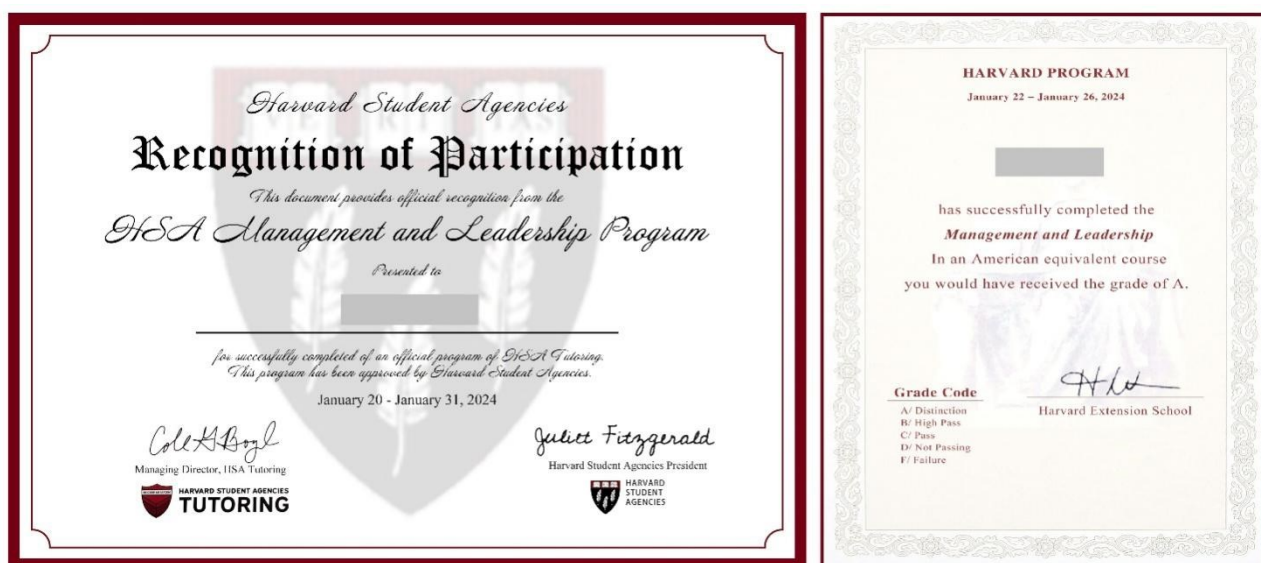 Harvard Student Agencies
Recognition of Participation
This document provides official recognition from the
HSA Management and Leadership Program
Presented to
for successfully completed of an official program of HSA Tutoring.
This program has been approved by Harvard Student Agencies.
January 20 - January 31, 2024
Juliet Fitzgerald
Managing Director, HSA Tutoring
Harvard Student Agencies President
HARVARD STUDENT AGENCIES
TUTORING
HARVARD
STUDENT
AGENCIES
HARVARD PROGRAM
January 22 – January 26, 2024
has successfully completed the
Management and Leadership
In an American equivalent course
you would have received the grade of A.
Grade Code
A/ Distinction
B/ High Pass
C/ Pass
D/ Not Passing
F/ Failure
Harvard Extension School